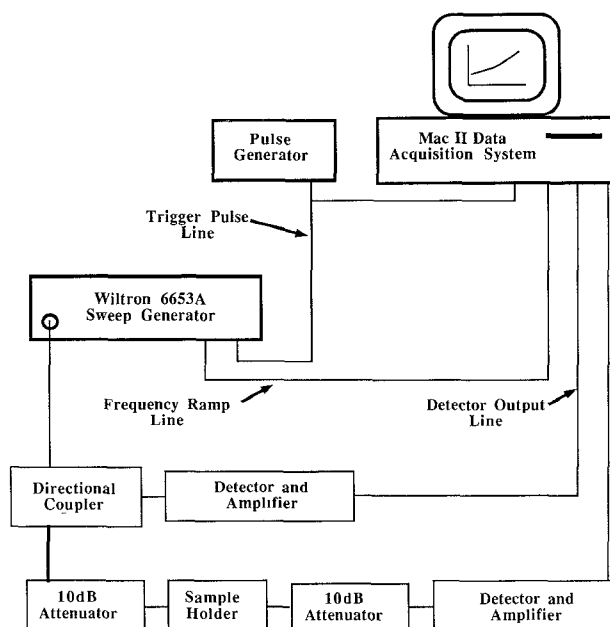 Pulse
Generator
Mac II Data
Acquisition System
Trigger Pulse
Line
Wiltron 6653A
Sweep Generator
Frequency Ramp
Line
Detector Output
Line
Directional
Coupler
Detector and
Amplifier
10dB
Attenuator
Sample
Holder
10dB
Attenuator
Detector and
Amplifier